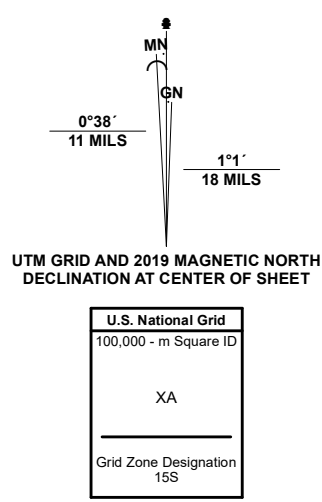 MN
GN
0°38´
11 MILS
1°1´
18 MILS
UTM GRID AND 2019 MAGNETIC NORTH
DECLINATION AT CENTER OF SHEET
U.S. National Grid
100,000 - m Square ID
XA
Grid Zone Designation
15S